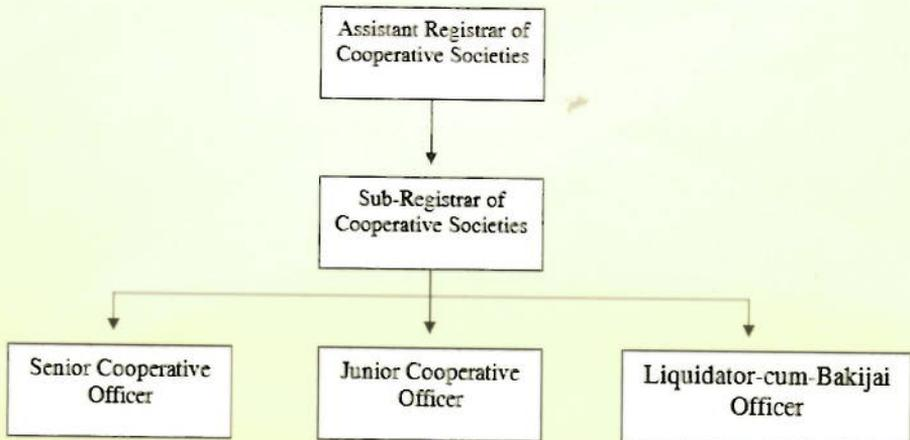 Assistant Registrar of
Cooperative Societies
Sub-Registrar of
Cooperative Societies
Senior Cooperative
Officer
Junior Cooperative
Officer
Liquidator-cum-Bakijai
Officer